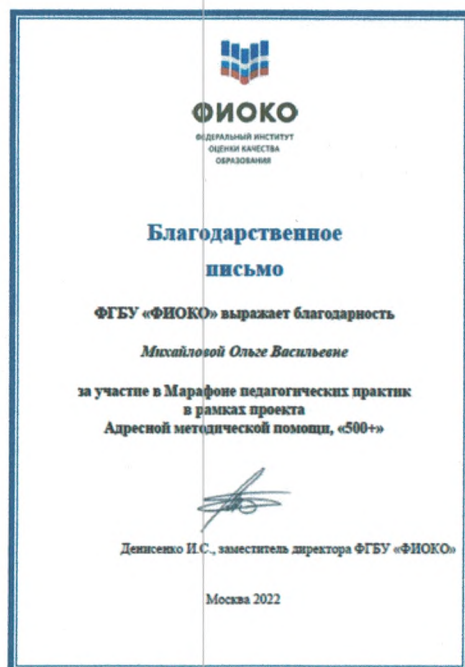 ФИОКО
ФЕДЕРАЛЬНЫЙ ИНСТИТУТ
ОЦЕНКИ КАЧЕСТВА
ОБРАЗОВАНИЯ
Благодарственное
письмо
ФГБУ «ФИОКО» выражает благодарность
Михайловой Ольге Васильевне
за участие в Марафоне педагогических практик
в рамках проекта
Адресной методической помощи, «500+»
Денисенко И.С., заместитель директора ФГБУ «ФИОКО»
Москва 2022